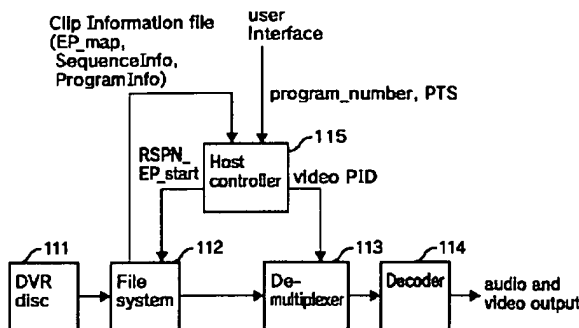 Clip Information file
(EP_map,
SequenceInfo,
ProgramInfo)
user
Interface
program_number, PTS
115
RSPN_
EP_start
Host
controller
video PID
111
DVR
disc
112
File
system
113
De-
multiplexer
114
Decoder
audio and
video output